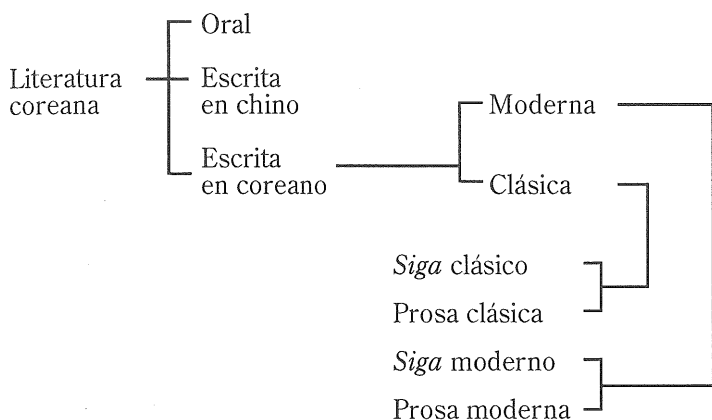 Oral
Literatura
coreana
Escrita
en chino
Escrita
en coreano
Moderna
Clásica
Siga clásico
Prosa clásica
Siga moderno
Prosa moderna